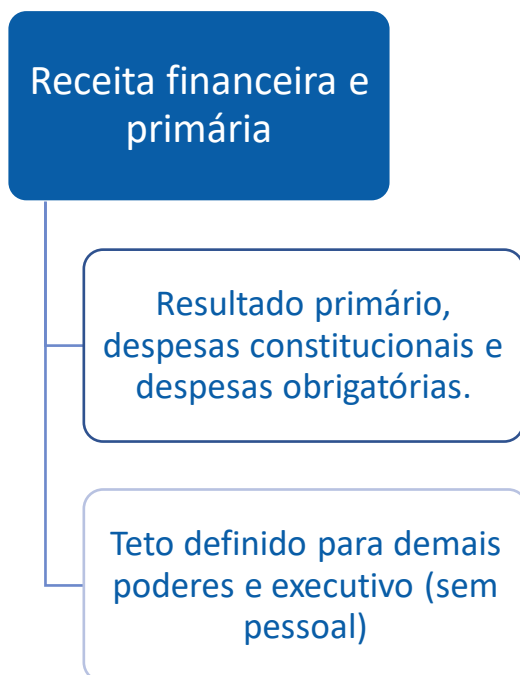 Receita financeira e
primária
Resultado primário,
despesas constitucionais e
despesas obrigatórias.
Teto definido para demais
poderes e executivo (sem
pessoal)